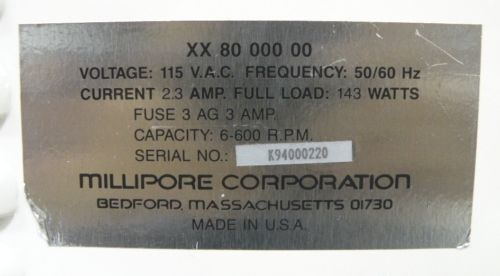 XX 80 000 00
VOLTAGE: 115 V.A.C. FREQUENCY: 50/60 Hz
CURRENT 2.3 AMP. FULL LOAD: 143 WATTS
FUSE 3 AG 3 AMP.
CAPACITY: 6-600 R.P.M.
SERIAL NO.: K94000220
MILLIPORE CORPORATION
BEDFORD, MASSACHUSETTS 01730
MADE IN U.S.A.